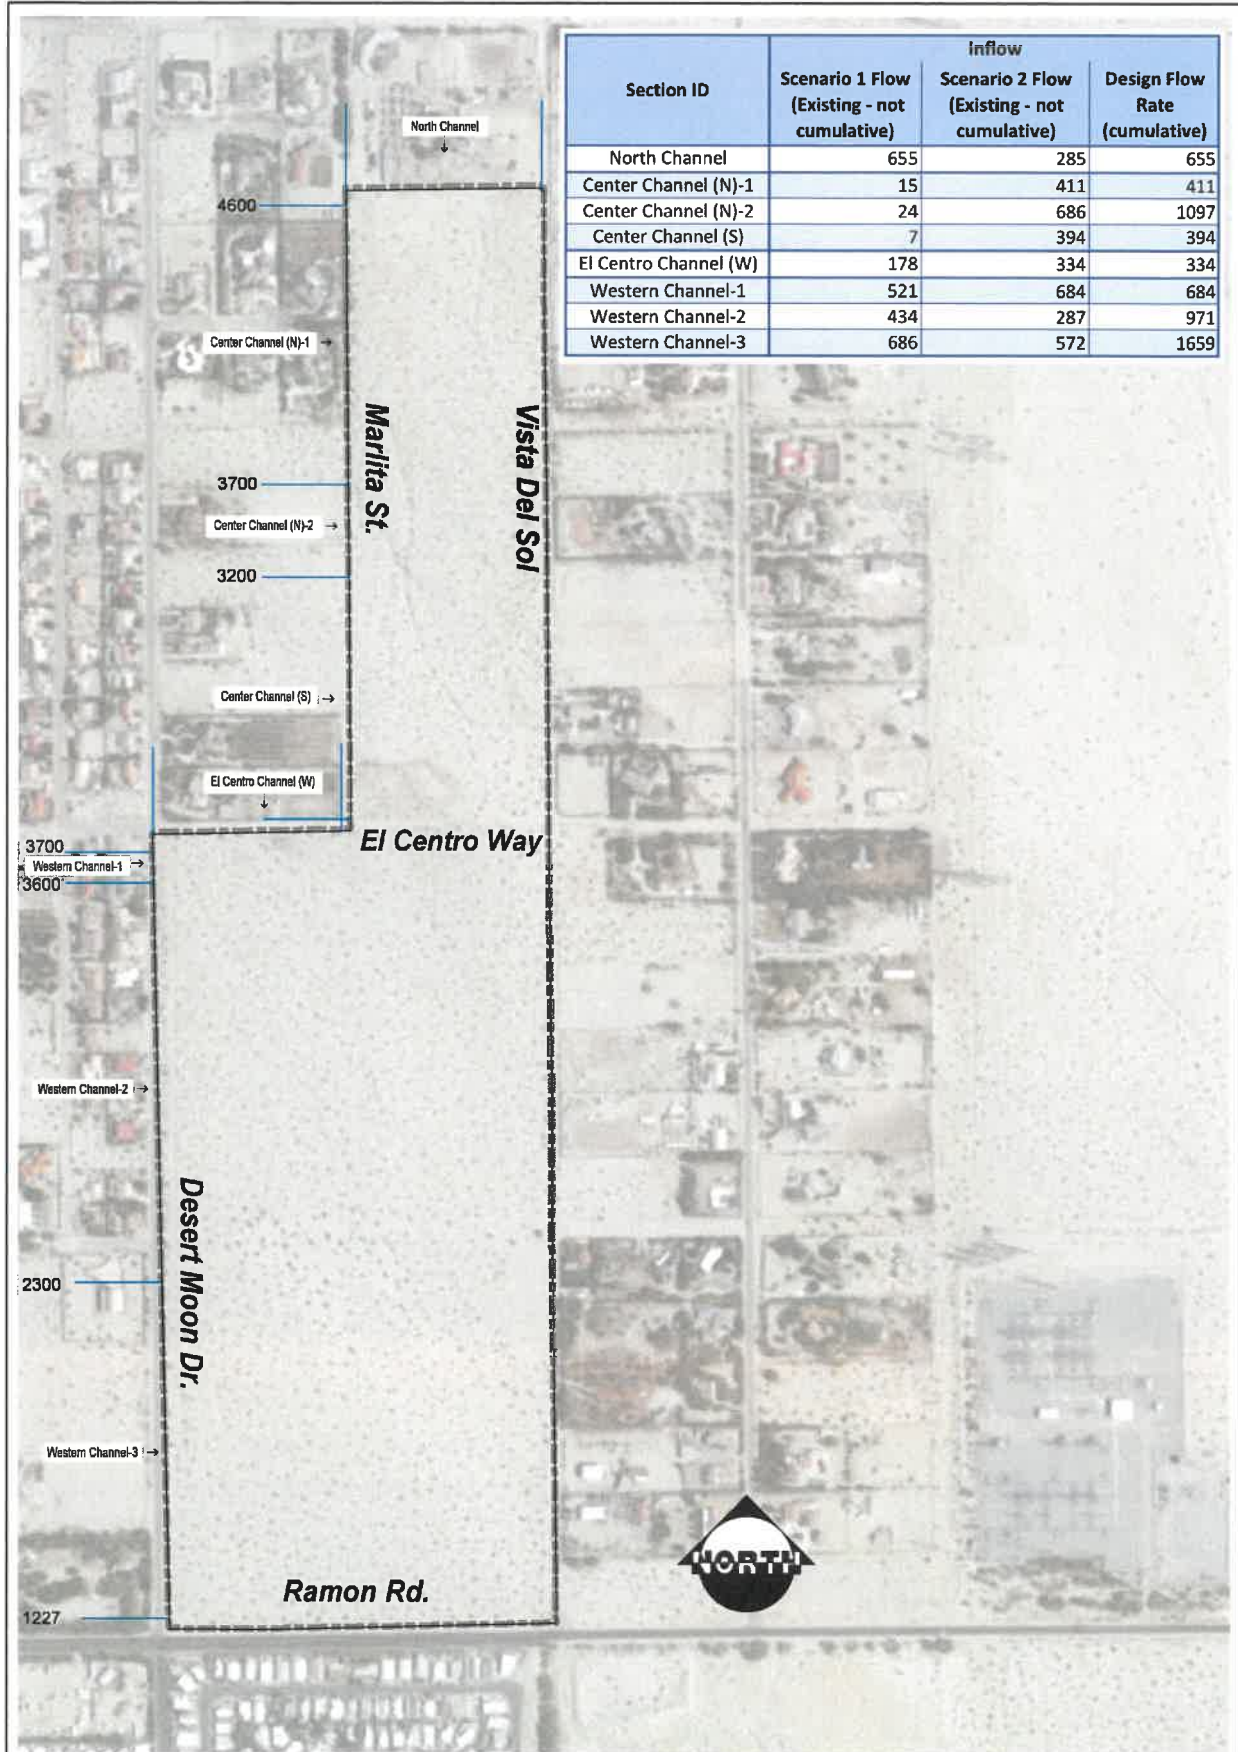 Inflow
Section ID
Scenario 1 Flow (Existing - not cumulative)
Scenario 2 Flow (Existing - not cumulative)
Design Flow Rate (cumulative)
North Channel 655 285 655
Center Channel (N)-1 15 411 411
Center Channel (N)-2 24 686 1097
Center Channel (S) 7 394 394
El Centro Channel (W) 178 334 334
Western Channel-1 521 684 684
Western Channel-2 434 287 971
Western Channel-3 686 572 1659
North Channel
4600
Center Channel (N)-1
Marlita St.
Vista Del Sol
3700
Center Channel (N)-2
3200
Center Channel (S)
El Centro Channel (W)
El Centro Way
3700
Western Channel-1
3600
Western Channel-2
Desert Moon Dr.
2300
Western Channel-3
NORTH
Ramon Rd.
1227